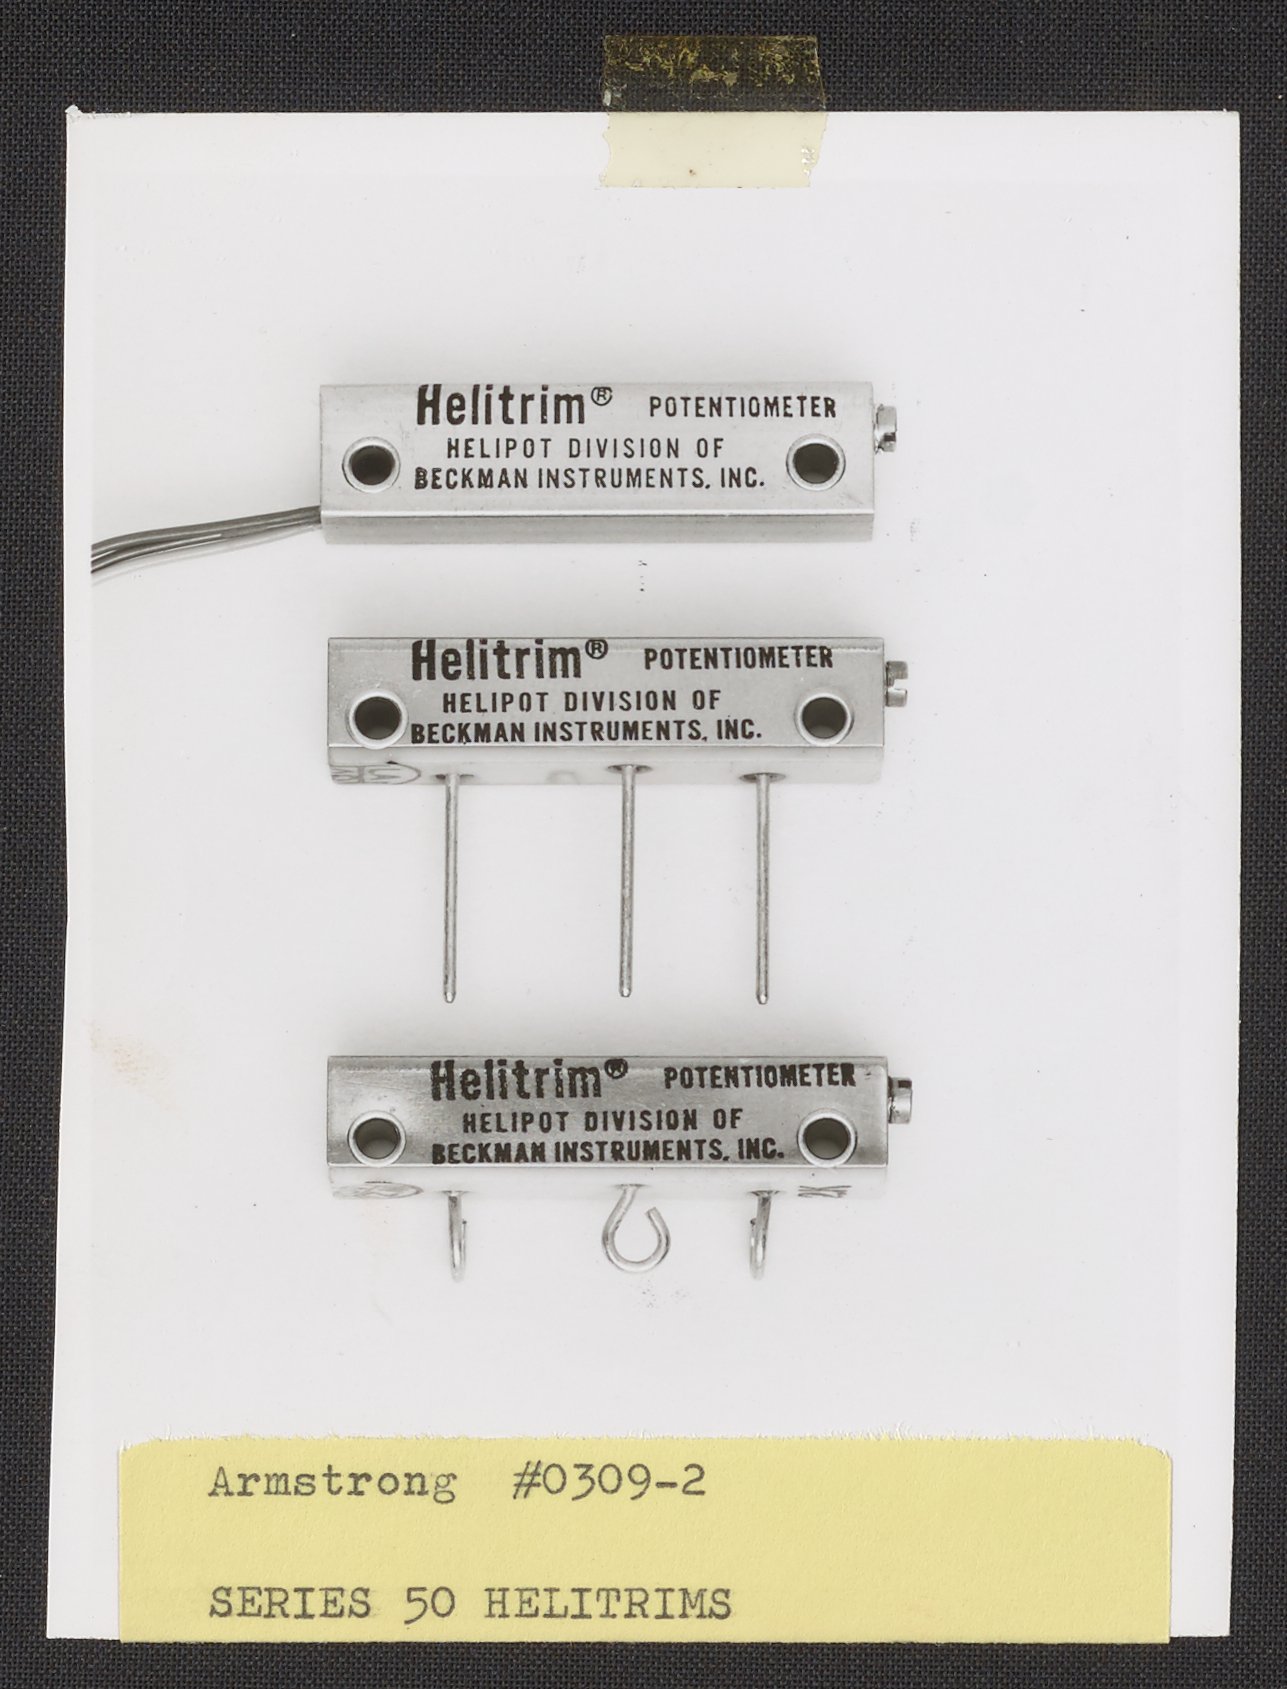 Helitrim® POTENTIOMETER
HELIPOT DIVISION OF
BECKMAN INSTRUMENTS, INC.
Helitrim® POTENTIOMETER
HELIPOT DIVISION OF
BECKMAN INSTRUMENTS, INC.
Helitrim® POTENTIOMETER
HELIPOT DIVISION OF
BECKMAN INSTRUMENTS, INC.
2K
Armstrong #0309-2
SERIES 50 HELITRIMS